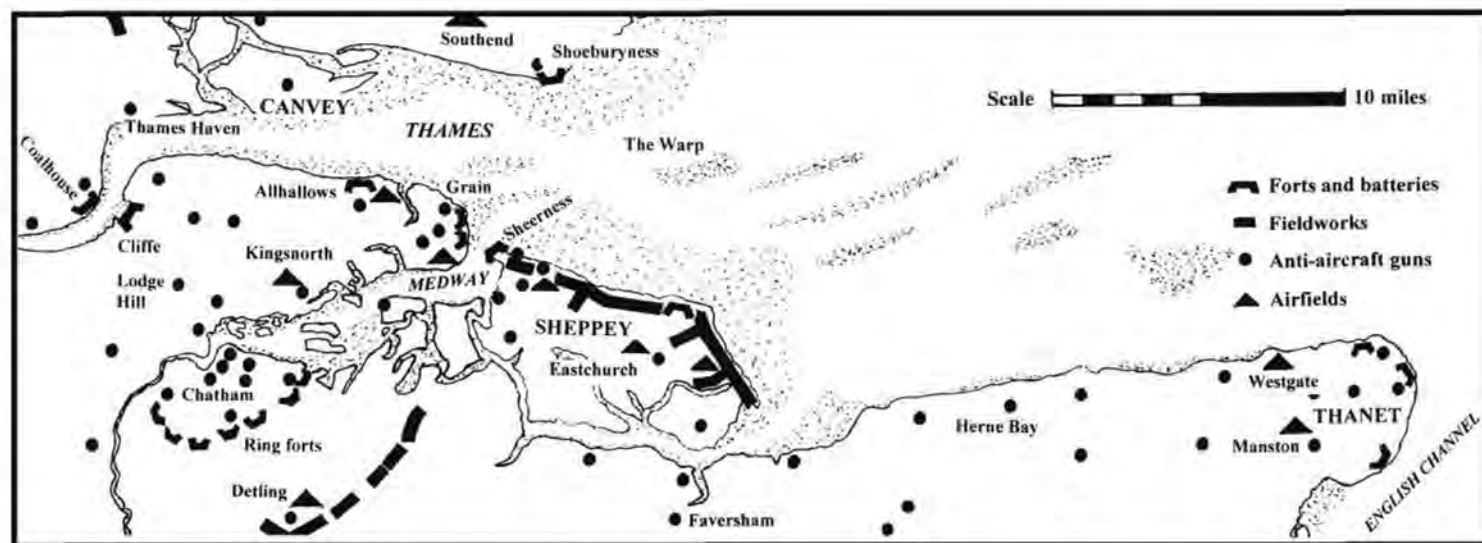 Southend
Shoeburyness
CANVEY
Scale
10 miles
Thames Haven
THAMES
The Warp
Coalhouse
Allhallows
Grain
Forts and batteries
Sheerness
Fieldworks
Cliffe
Kingsnorth
Anti-aircraft guns
MEDWAY
Lodge
Hill
Airfields
SHEPPEY
Eastchurch
Westgate
Chatham
THANET
Herne Bay
Manston
Ring forts
ENGLISH CHANNEL
Detling
Faversham